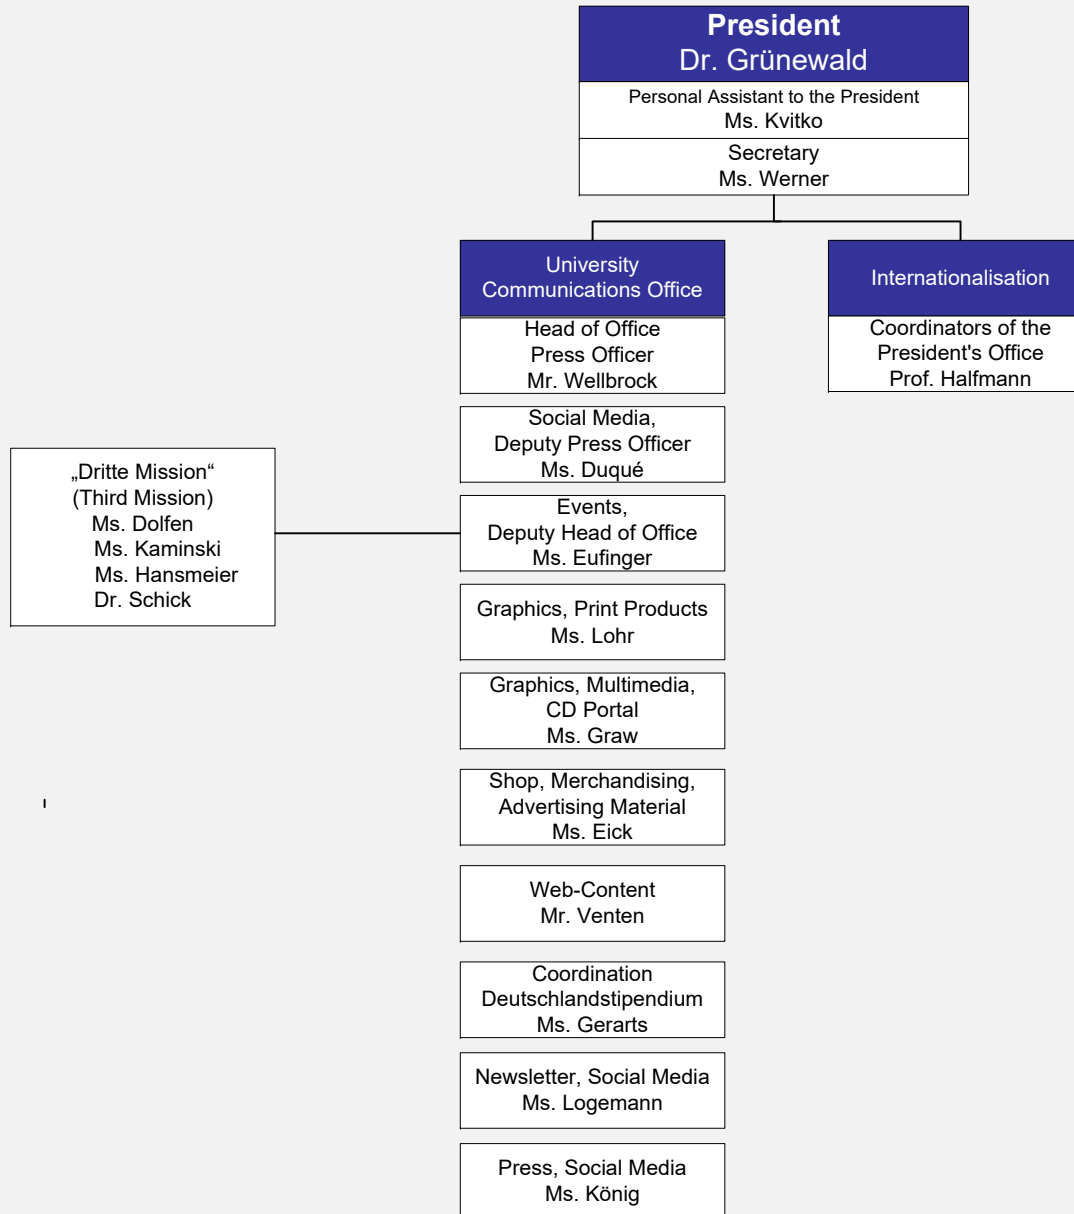 President
Dr. Grünewald
Personal Assistant to the President
Ms. Kvitko
Secretary
Ms. Werner
University
Communications Office
Head of Office
Press Officer
Mr. Wellbrock
Social Media,
Deputy Press Officer
Ms. Duqué
Events,
Deputy Head of Office
Ms. Eufinger
Graphics, Print Products
Ms. Lohr
Graphics, Multimedia,
CD Portal
Ms. Graw
Shop, Merchandising,
Advertising Material
Ms. Eick
Web-Content
Mr. Venten
Coordination
Deutschlandstipendium
Ms. Gerarts
Newsletter, Social Media
Ms. Logemann
Press, Social Media
Ms. König
Internationalisation
Coordinators of the
President's Office
Prof. Halfmann
„Dritte Mission“
(Third Mission)
Ms. Dolfen
Ms. Kaminski
Ms. Hansmeier
Dr. Schick